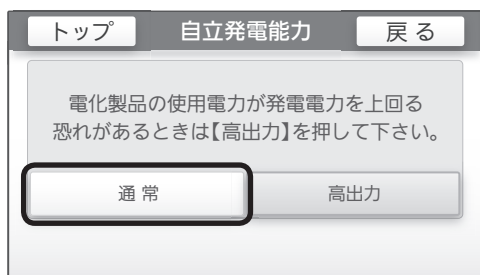 トップ 自立発電能力 戻る
電化製品の使用電力が発電電力を上回る
恐れがあるときは【高出力】を押して下さい。
通常 高出力